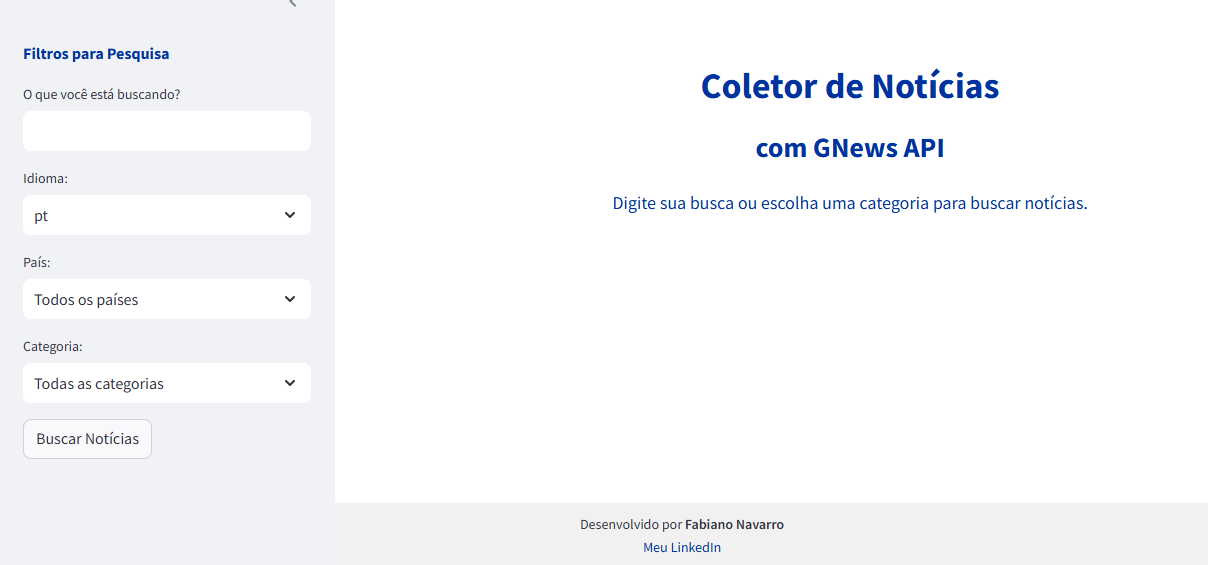 Filtros para Pesquisa
O que você está buscando?
Idioma:
pt
País:
Todos os países
Categoria:
Todas as categorias
Buscar Notícias
Coletor de Notícias
com GNews API
Digite sua busca ou escolha uma categoria para buscar notícias.
Desenvolvido por Fabiano Navarro
Meu LinkedIn